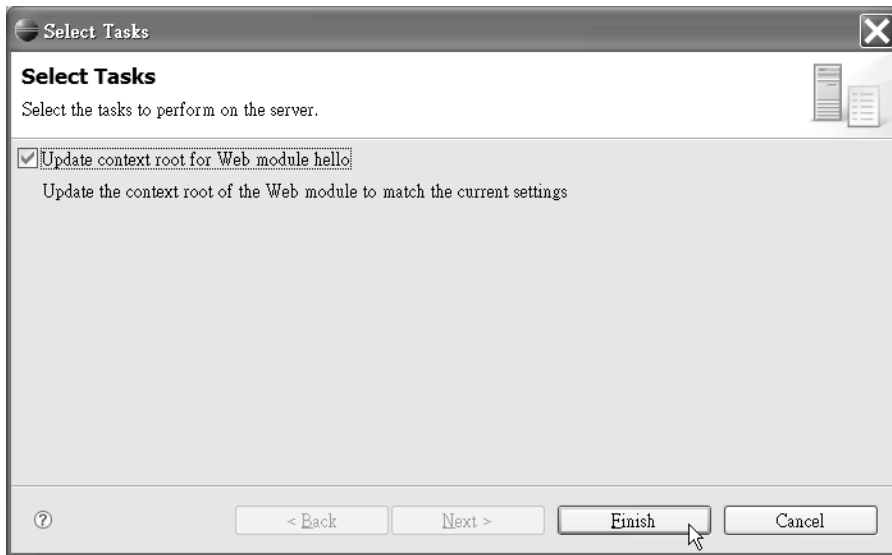 Select Tasks
Select Tasks
Select the tasks to perform on the server.
Update context root for Web module hello
Update the context root of the Web module to match the current settings
?
< Back
Next >
Finish
Cancel